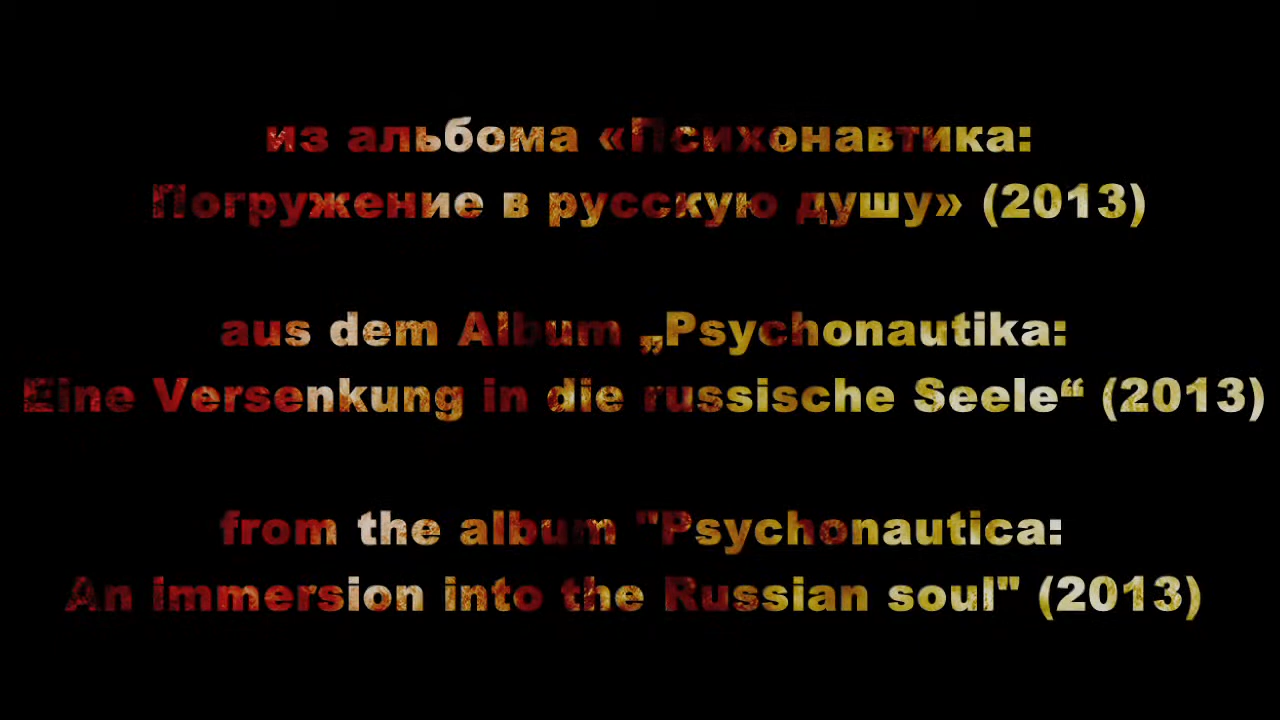 из альбома «Психонавтика:
Погружение в русскую душу» (2013)
aus dem Album „Psychonautika:
Eine Versenkung in die russische Seele“ (2013)
from the album "Psychonautica:
An immersion into the Russian soul" (2013)